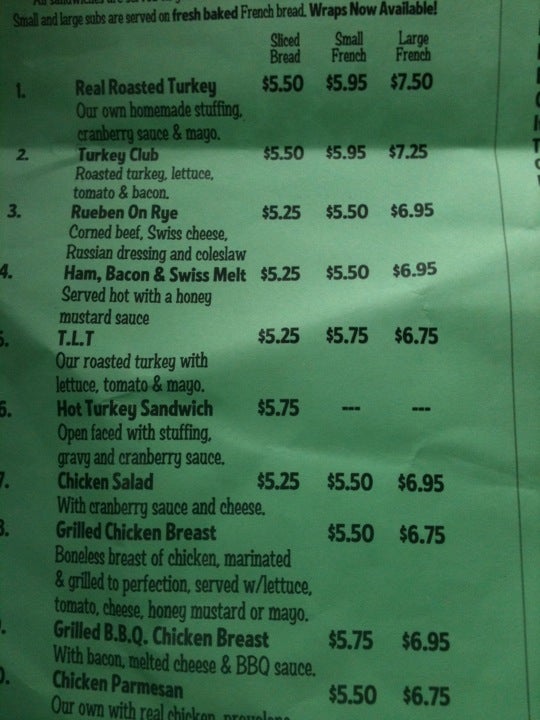 Small and large subs are served on fresh baked French bread. Wraps Now Available!
Sliced Bread Small French Large French
1. Real Roasted Turkey $5.50 $5.95 $7.50
Our own homemade stuffing,
cranberry sauce & mayo.
2. Turkey Club $5.50 $5.95 $7.25
Roasted turkey, lettuce,
tomato & bacon.
3. Rueben On Rye $5.25 $5.50 $6.95
Corned beef, Swiss cheese,
Russian dressing and coleslaw
4. Ham, Bacon & Swiss Melt $5.25 $5.50 $6.95
Served hot with a honey
mustard sauce
5. T.L.T $5.25 $5.75 $6.75
Our roasted turkey with
lettuce, tomato & mayo.
6. Hot Turkey Sandwich $5.75 --- ---
Open faced with stuffing,
gravy and cranberry sauce.
7. Chicken Salad $5.25 $5.50 $6.95
With cranberry sauce and cheese.
8. Grilled Chicken Breast $5.50 $6.75
Boneless breast of chicken, marinated
& grilled to perfection, served w/lettuce,
tomato, cheese, honey mustard or mayo.
Grilled B.B.Q. Chicken Breast $5.75 $6.95
With bacon, melted cheese & BBQ sauce.
Chicken Parmesan $5.50 $6.75
Our own with real chicken, provolone